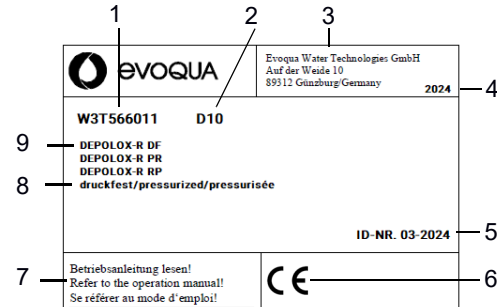 1
2
3
evoqua
Evoqua Water Technologies GmbH
Auf der Weide 10
89312 Günzburg/Germany
2024
4
W3T566011 D10
9
DEPOLOX-R DF
DEPOLOX-R PR
DEPOLOX-R RP
8
druckfest/pressurized/pressurisée
ID-NR. 03-2024
5
7
Betriebsanleitung lesen!
Refer to the operation manual!
Se référer au mode d'emploi!
CE
6